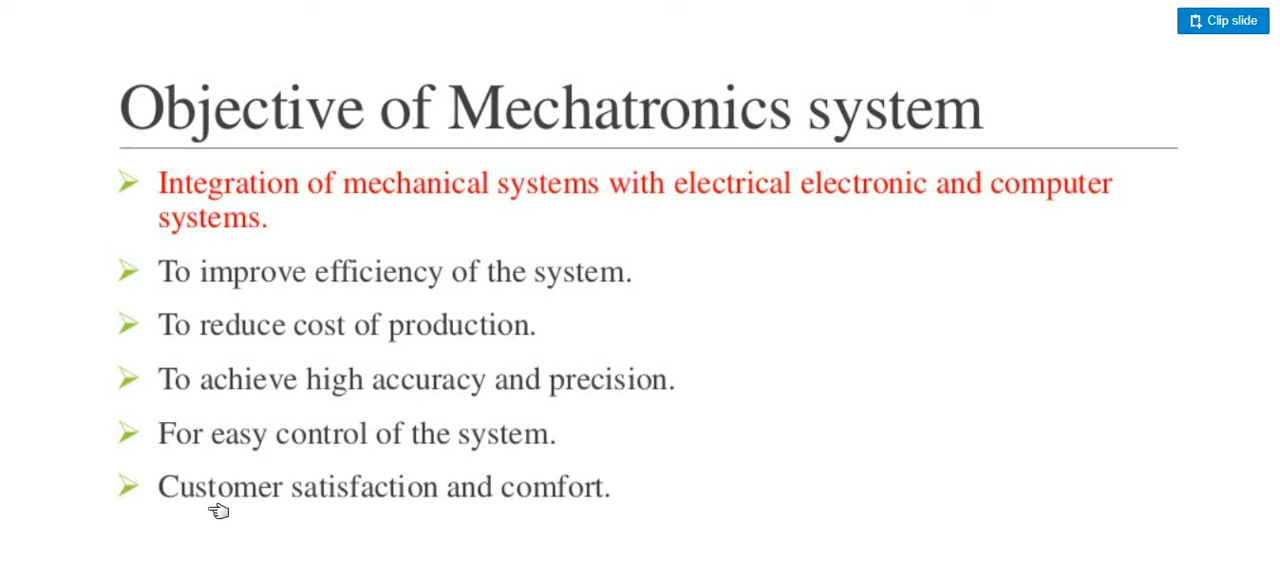 Clip slide
Objective of Mechatronics system
Integration of mechanical systems with electrical electronic and computer
systems.
To improve efficiency of the system.
To reduce cost of production.
To achieve high accuracy and precision.
For easy control of the system.
Customer satisfaction and comfort.